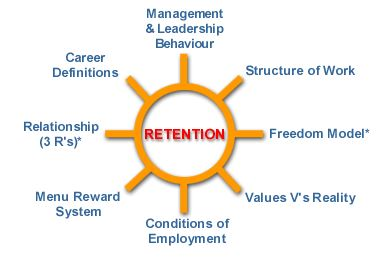 Management
& Leadership
Behaviour
Career
Definitions
Structure of Work
Relationship
(3 R's)*
RETENTION
Freedom Model*
Menu Reward
System
Values V's Reality
Conditions of
Employment